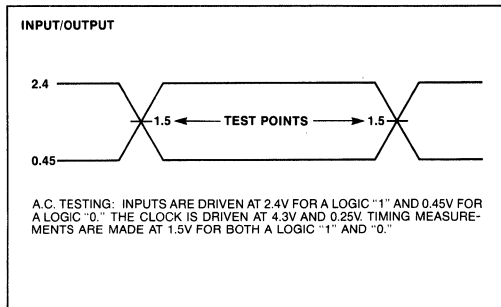 INPUT/OUTPUT
2.4
1.5 TEST POINTS 1.5
0.45
A.C. TESTING: INPUTS ARE DRIVEN AT 2.4V FOR A LOGIC "1" AND 0.45V FOR
A LOGIC "0." THE CLOCK IS DRIVEN AT 4.3V AND 0.25V. TIMING MEASURE-
MENTS ARE MADE AT 1.5V FOR BOTH A LOGIC "1" AND "0."